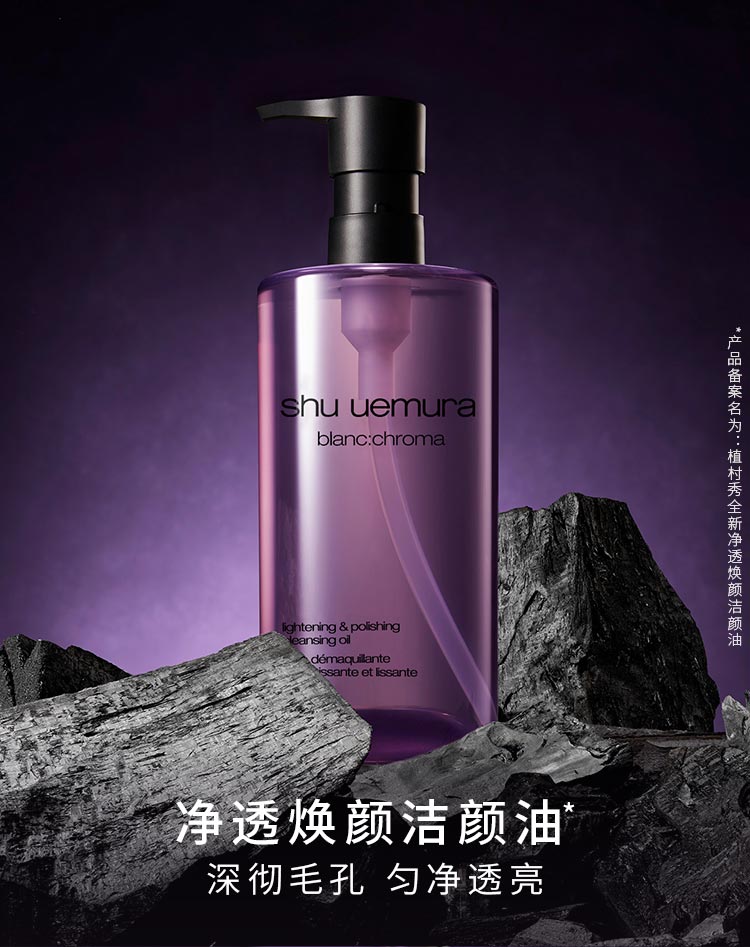 shu uemura
blanc:chroma
lightening & polishing
cleansing oil
démaquillante
et lissante
净透焕颜洁颜油*
深彻毛孔 匀净透亮
*产品备案名为：植村秀全新净透焕颜洁颜油